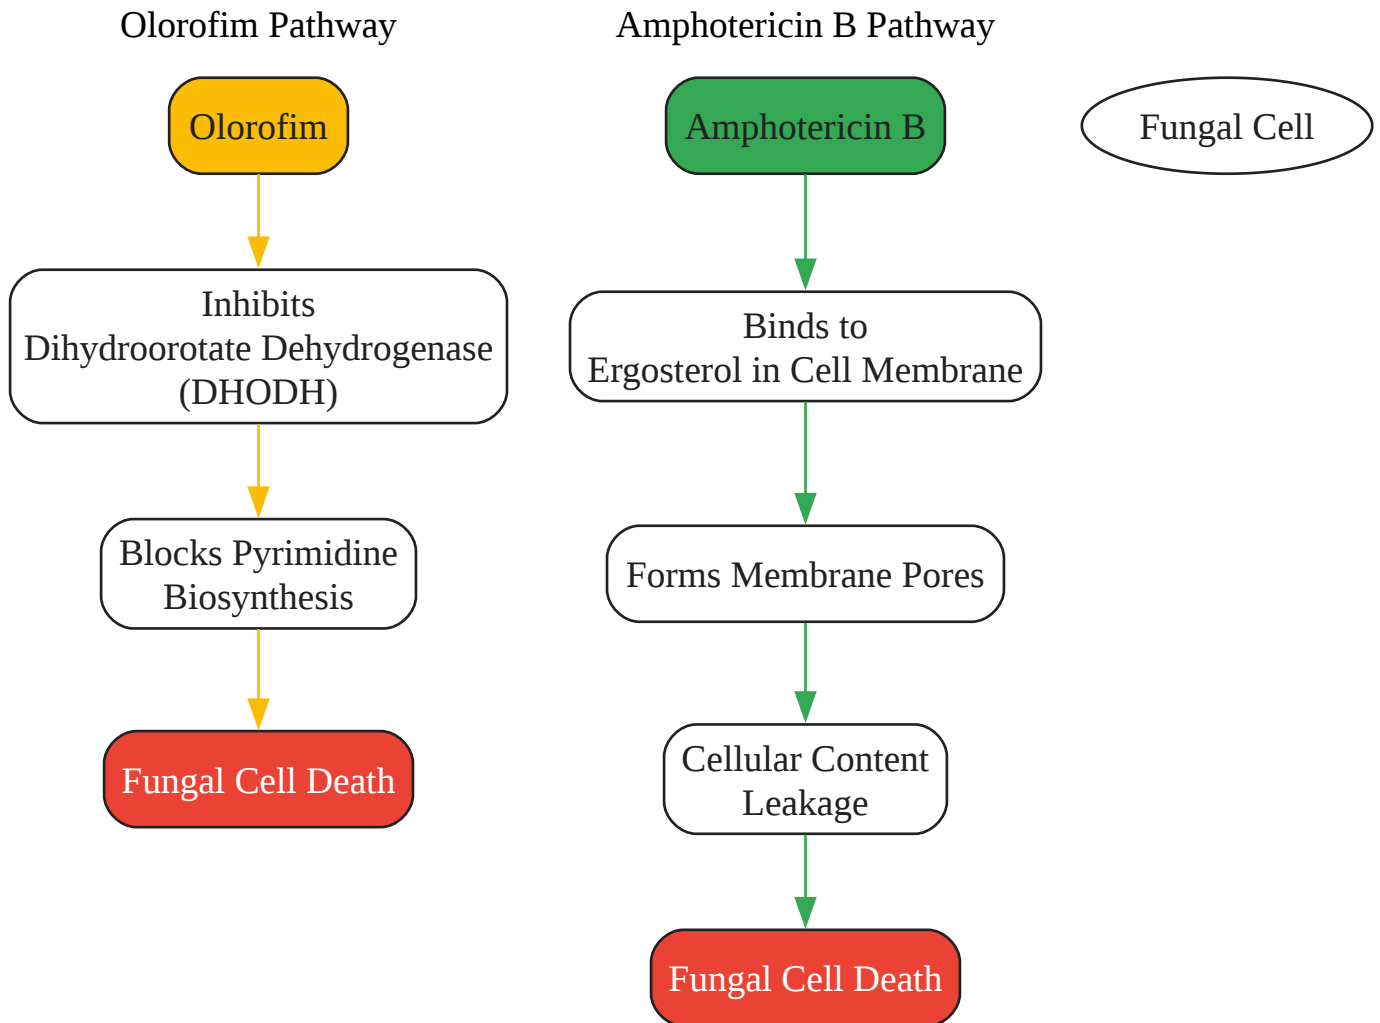 Olorofim Pathway
Olorofim
Inhibits
Dihydroorotate Dehydrogenase
(DHODH)
Blocks Pyrimidine
Biosynthesis
Fungal Cell Death
Amphotericin B Pathway
Amphotericin B
Binds to
Ergosterol in Cell Membrane
Forms Membrane Pores
Cellular Content
Leakage
Fungal Cell Death
Fungal Cell